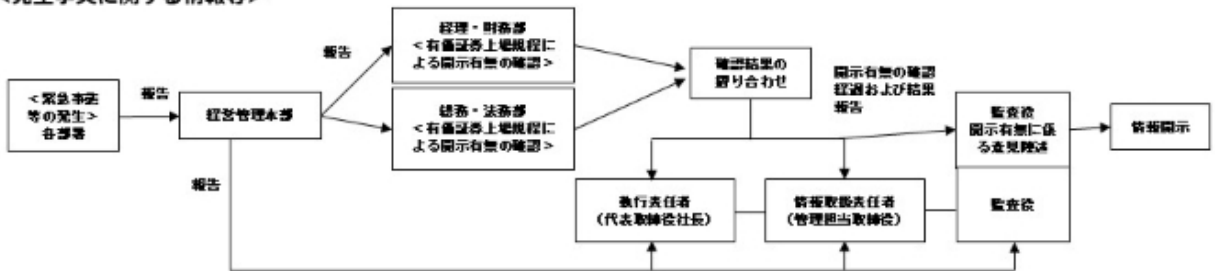 <発生事実に関する情報等>
経理・財務部
<有価証券上場規程に
よる開示有無の確認>
報告
確認結果の
摺り合わせ
開示有無の確認
経過および結果
報告
<緊急事態
等の発生>
各部署
報告
経営管理本部
総務・法務部
<有価証券上場規程に
よる開示有無の確認>
監査役
開示有無に係
る意見陳述
情報開示
報告
執行責任者
(代表取締役社長)
情報取扱責任者
(管理担当取締役)
監査役